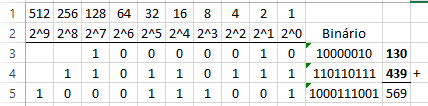 1 512 256 128 64 32 16 8 4 2 1
2 2^9 2^8 2^7 2^6 2^5 2^4 2^3 2^2 2^1 2^0 Binário
3 1 0 0 0 0 0 1 0 10000010 130
4 1 1 0 1 1 0 1 1 1 110110111 439 +
5 1 0 0 0 1 1 1 0 0 1 1000111001 569